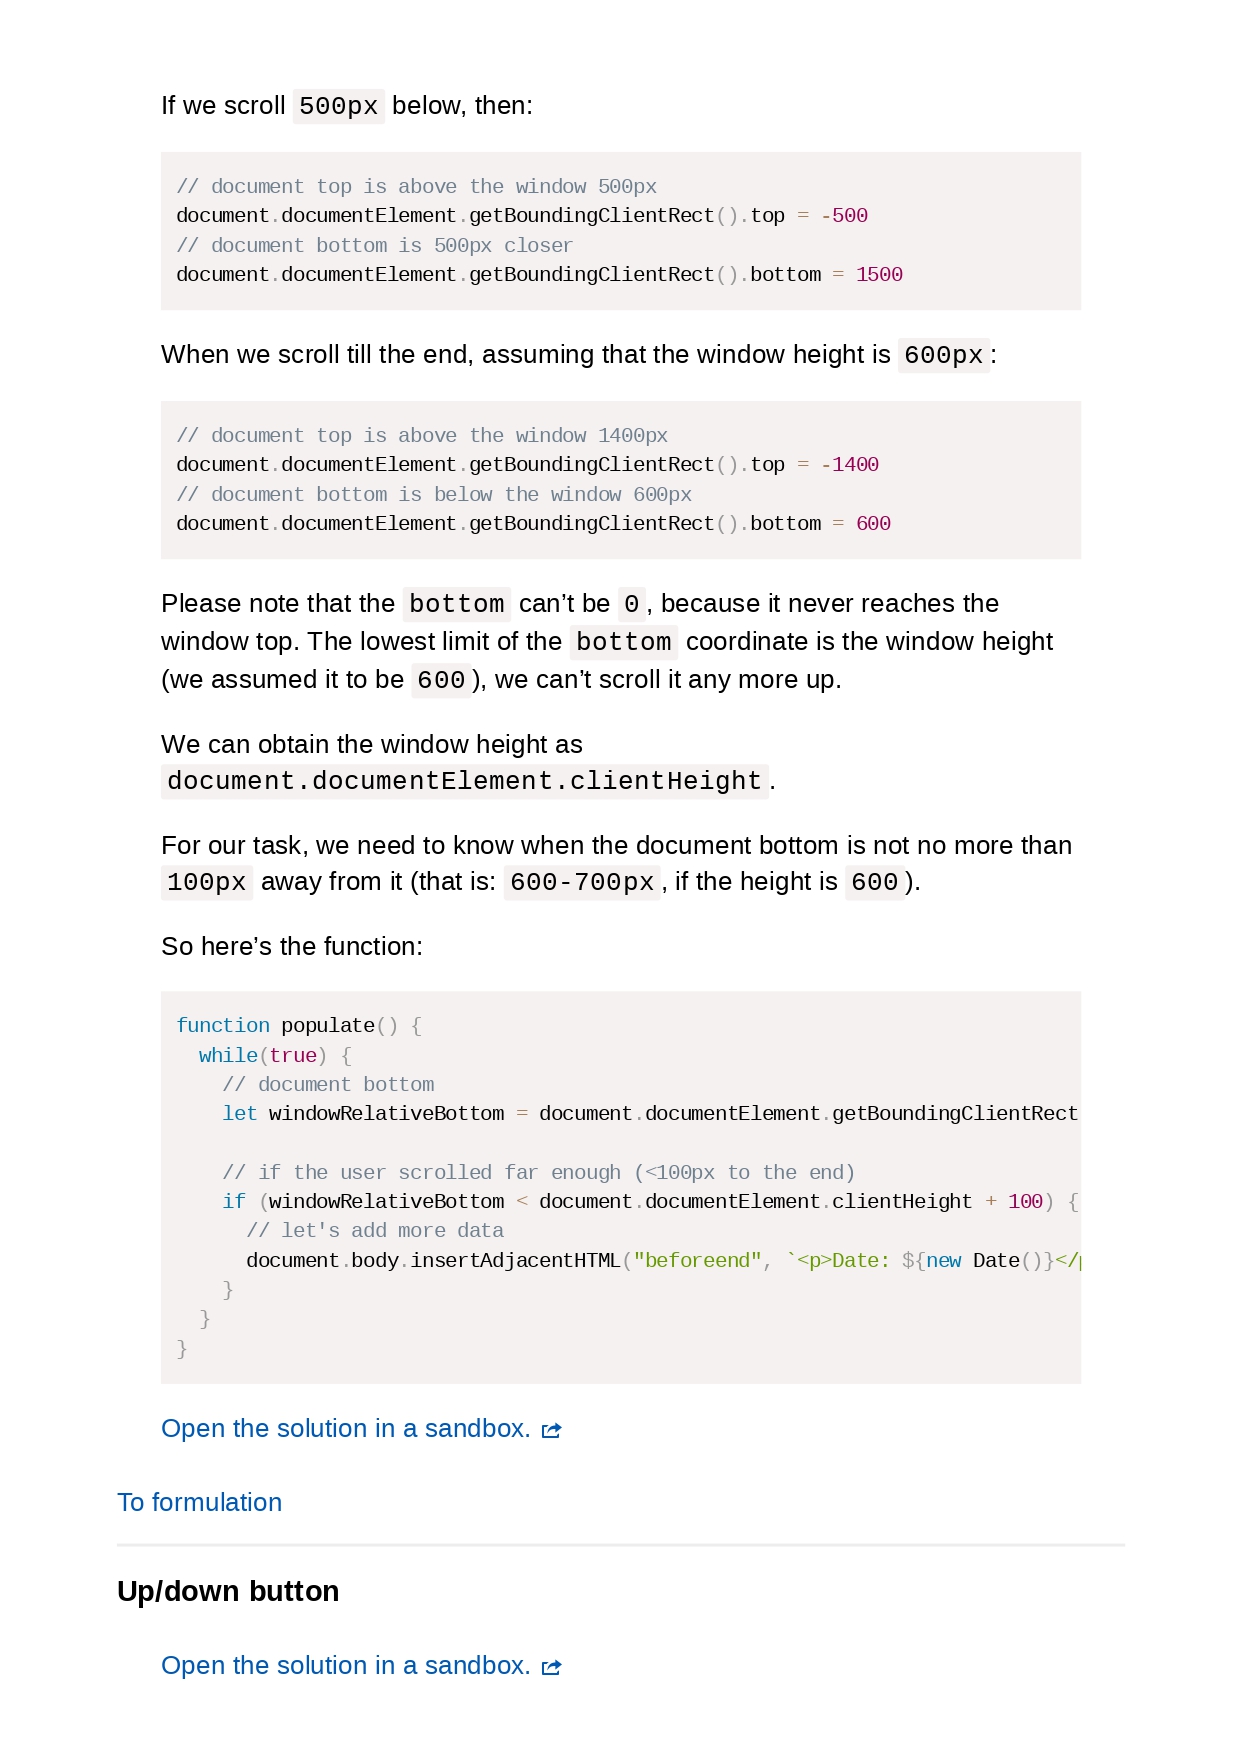 If we scroll 500px below, then:
// document top is above the window 500px
document.documentElement.getBoundingClientRect().top = -500
// document bottom is 500px closer
document.documentElement.getBoundingClientRect().bottom = 1500
When we scroll till the end, assuming that the window height is 600px:
// document top is above the window 1400px
document.documentElement.getBoundingClientRect().top = -1400
// document bottom is below the window 600px
document.documentElement.getBoundingClientRect().bottom = 600
Please note that the bottom can’t be 0, because it never reaches the
window top. The lowest limit of the bottom coordinate is the window height
(we assumed it to be 600), we can’t scroll it any more up.
We can obtain the window height as
document.documentElement.clientHeight.
For our task, we need to know when the document bottom is not no more than
100px away from it (that is: 600-700px, if the height is 600).
So here’s the function:
function populate() {
  while(true) {
    // document bottom
    let windowRelativeBottom = document.documentElement.getBoundingClientRect
    // if the user scrolled far enough (<100px to the end)
    if (windowRelativeBottom < document.documentElement.clientHeight + 100) {
      // let's add more data
      document.body.insertAdjacentHTML("beforeend", `<p>Date: ${new Date()}</p
    }
  }
}
Open the solution in a sandbox.
To formulation
Up/down button
Open the solution in a sandbox.